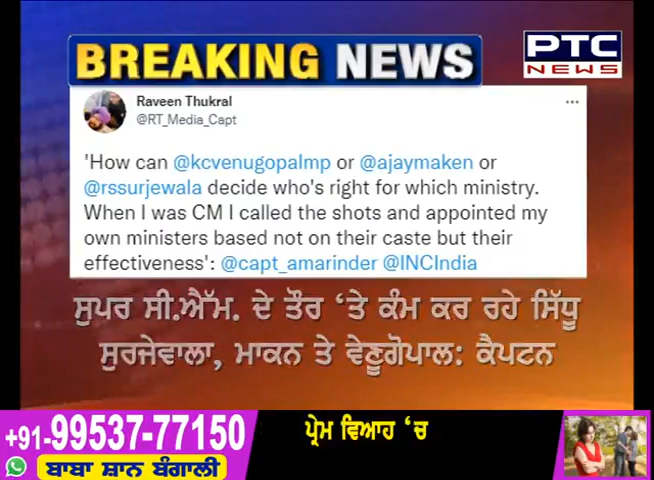 BREAKING NEWS
PTC
NEWS
Raveen Thukral
@RT_Media_Capt
'How can @kcvenugopalmp or @ajaymaken or
@rssurjewala decide who's right for which ministry.
When I was CM I called the shots and appointed my
own ministers based not on their caste but their
effectiveness': @capt_amarinder @INCIndia
ਸੁਪਰ ਸੀ.ਐੱਮ. ਦੇ ਤੌਰ ‘ਤੇ ਕੰਮ ਕਰ ਰਹੇ ਸਿੱਧੂ
ਸੁਰਜੇਵਾਲਾ, ਮਾਕਨ ਤੇ ਵੇਣੂਗੋਪਾਲ: ਕੈਪਟਨ
+91-99537-77150
ਬਾਬਾ ਸ਼ਾਨ ਬੰਗਾਲੀ
ਪ੍ਰੇਮ ਵਿਆਹ ‘ਚ